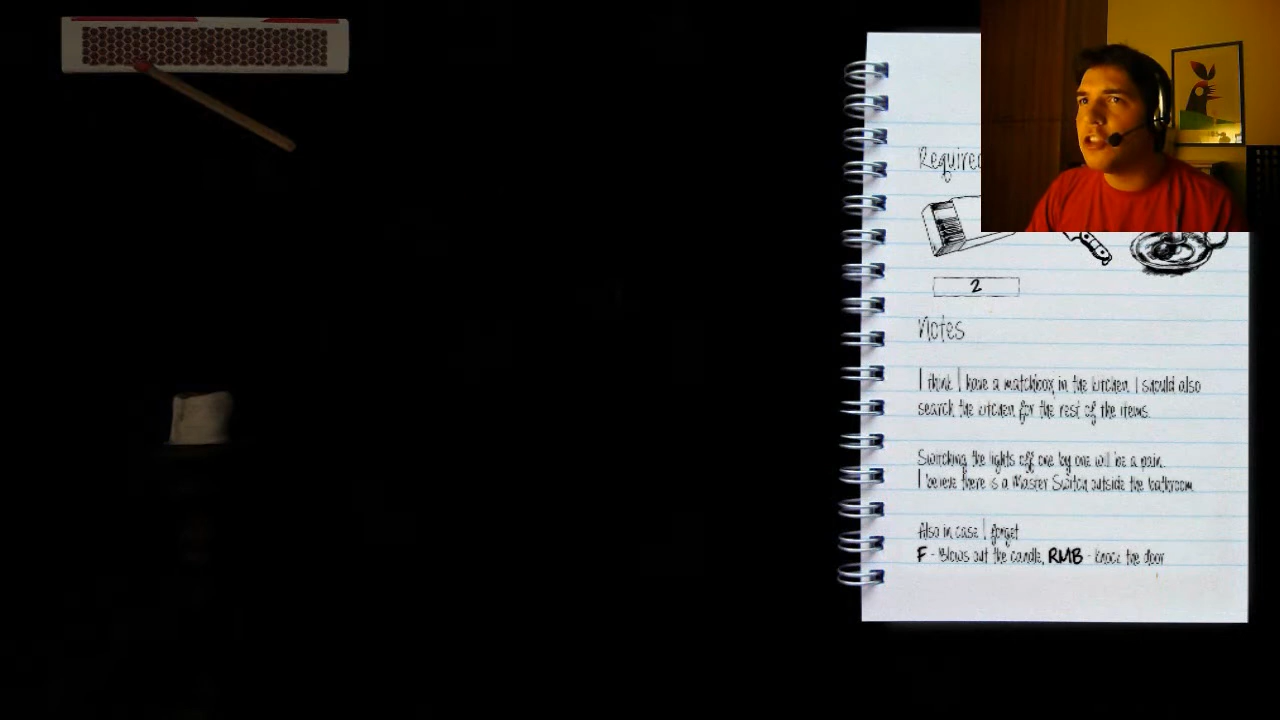 Required
2
Notes
I think I have a matchbox in the kitchen. I should also
search the kitchen for the rest of the items.
Switching the lights off one by one will be a pain.
I believe there is a Master Switch outside the bathroom
Also in case I forget
F - Blows out the candle, RMB - Knock the door